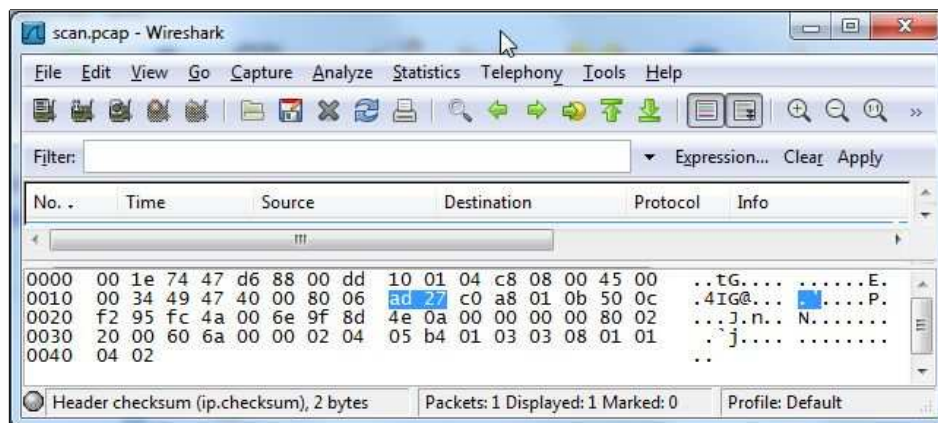 scan.pcap - Wireshark
File Edit View Go Capture Analyze Statistics Telephony Tools Help
Filter: Expression... Clear Apply
No. . Time Source Destination Protocol Info
0000 00 1e 74 47 d6 88 00 dd 10 01 04 c8 08 00 45 00 ..tG.... ......E.
0010 00 34 49 47 40 00 80 06 ad 27 c0 a8 01 0b 50 0c .4IG@... .'....P.
0020 f2 95 fc 4a 00 6e 9f 8d 4e 0a 00 00 00 00 80 02 ...J.n.. N.......
0030 20 00 60 6a 00 00 02 04 05 b4 01 03 03 08 01 01 .`j.... ........
0040 04 02 ..
Header checksum (ip.checksum), 2 bytes Packets: 1 Displayed: 1 Marked: 0 Profile: Default